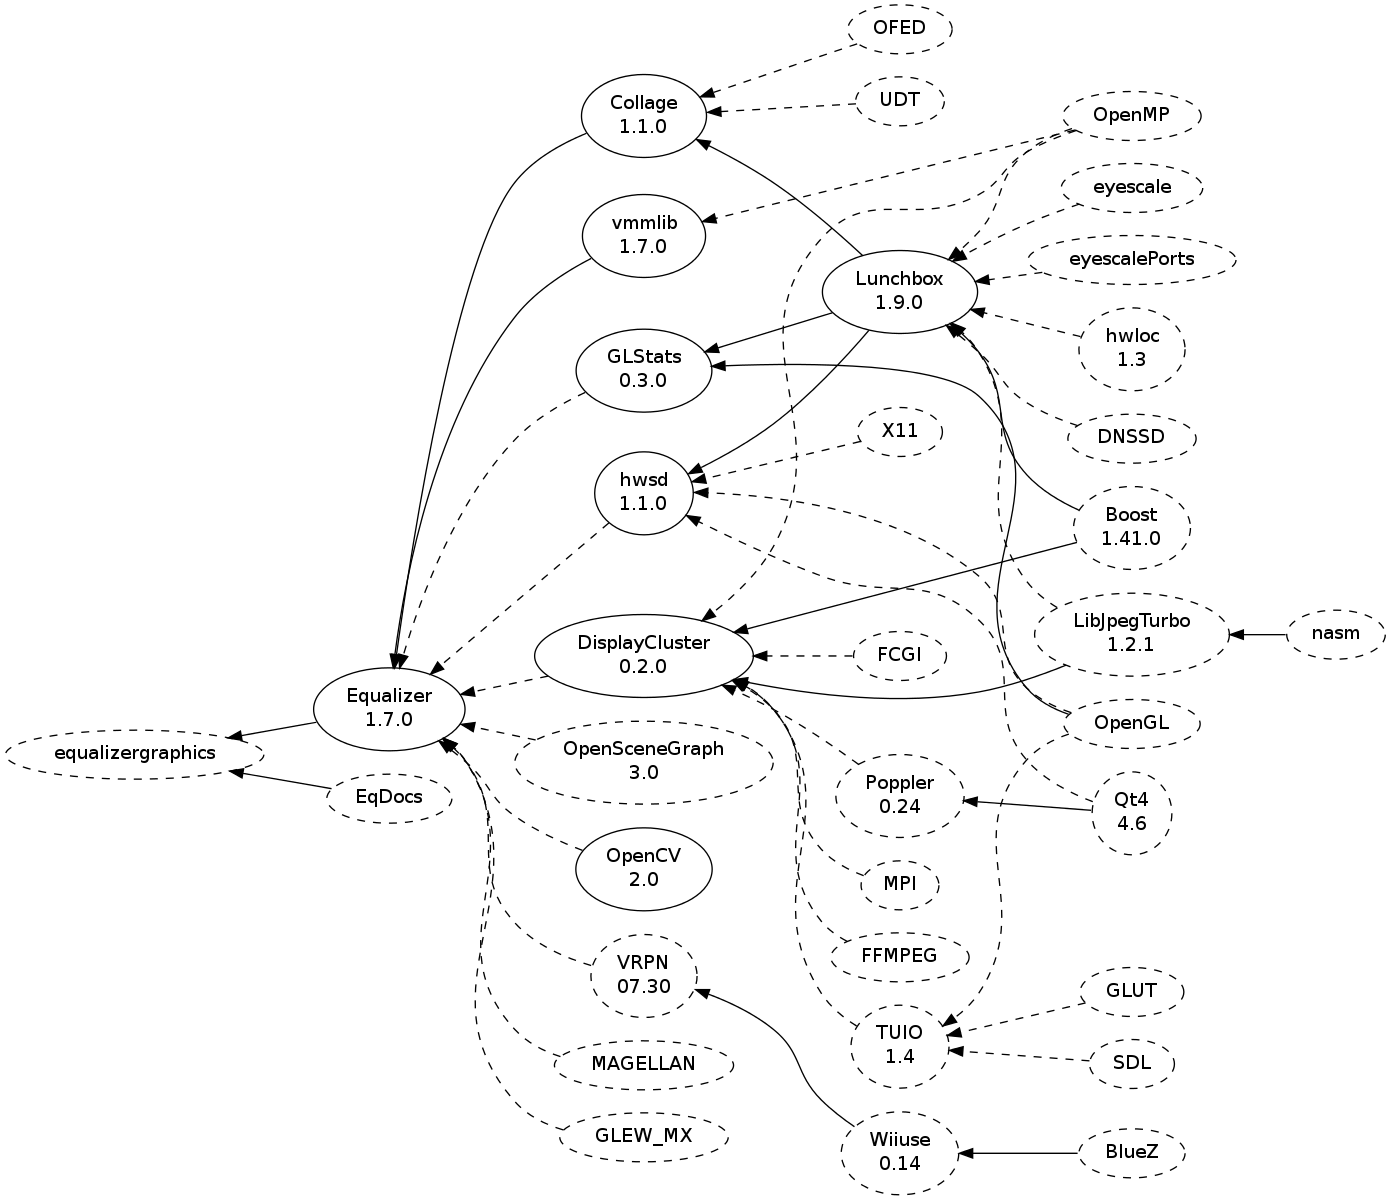 OFED
Collage
1.1.0
UDT
OpenMP
eyescale
vmmlib
1.7.0
eyescalePorts
Lunchbox
1.9.0
hwloc
1.3
GLStats
0.3.0
X11
DNSSD
hwsd
1.1.0
Boost
1.41.0
LibJpegTurbo
1.2.1
nasm
DisplayCluster
0.2.0
FCGI
Equalizer
1.7.0
OpenGL
equalizergraphics
OpenSceneGraph
3.0
EqDocs
Poppler
0.24
Qt4
4.6
OpenCV
2.0
MPI
FFMPEG
VRPN
07.30
GLUT
TUIO
1.4
SDL
MAGELLAN
GLEW_MX
Wiiuse
0.14
BlueZ